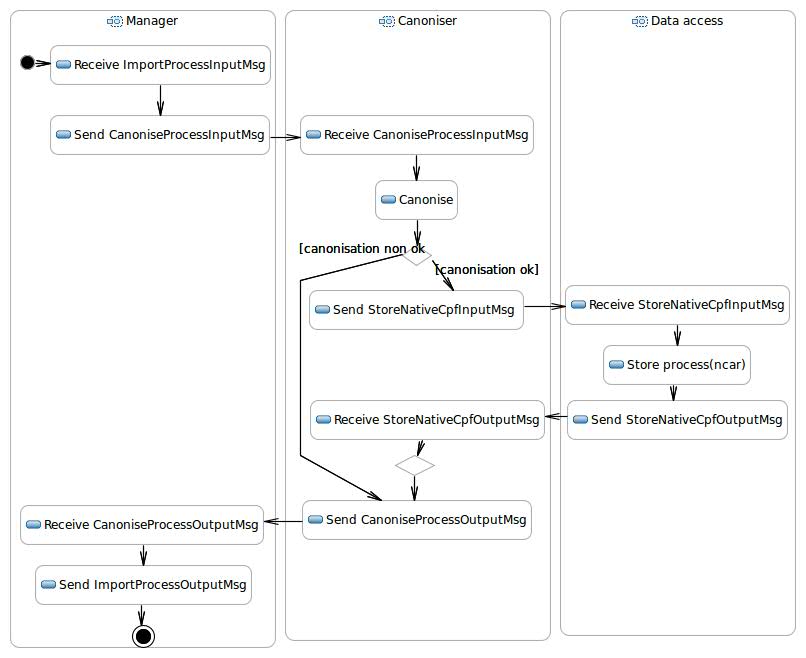 Manager
Canoniser
Data access
Receive ImportProcessInputMsg
Send CanoniseProcessInputMsg
Receive CanoniseProcessInputMsg
Canonise
[canonisation non ok
[canonisation ok]
Send StoreNativeCpfInputMsg
Receive StoreNativeCpfInputMsg
Store process(ncar)
Receive StoreNativeCpfOutputMsg
Send StoreNativeCpfOutputMsg
Send CanoniseProcessOutputMsg
Receive CanoniseProcessOutputMsg
Send ImportProcessOutputMsg